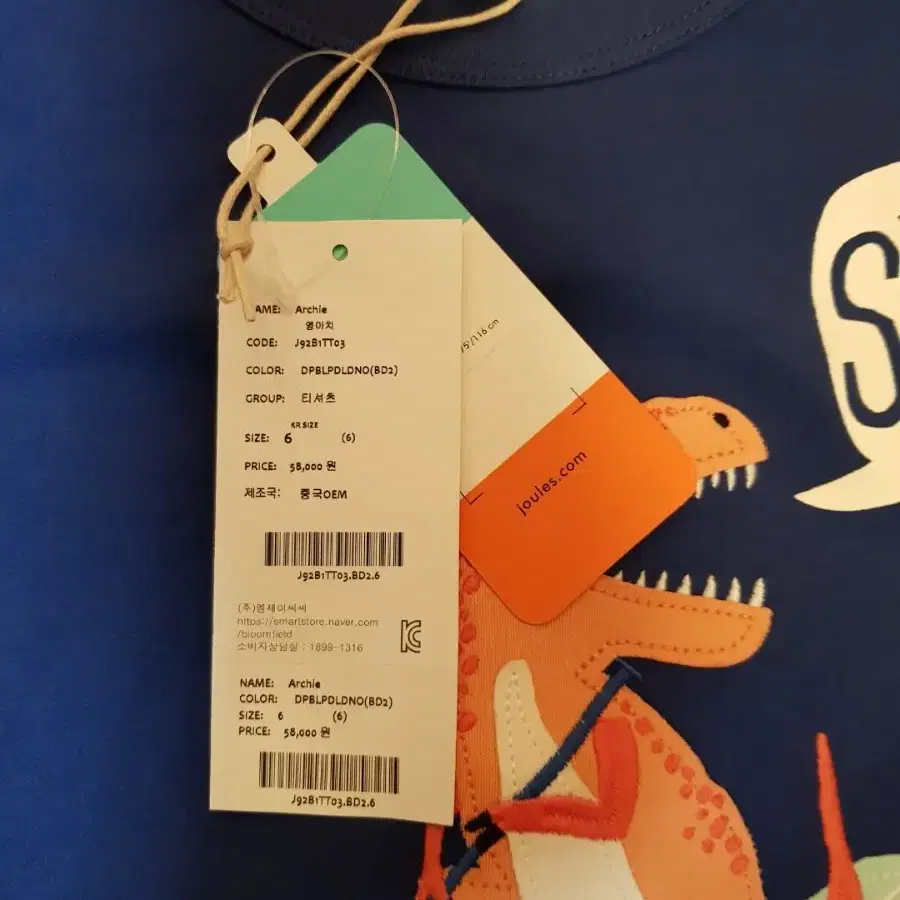 NAME: Archie
영아치
CODE: J92B1TT03
COLOR: DPBLPDLDNO(BD2)
GROUP: 티셔츠
KR SIZE
SIZE: 6 (6)
PRICE: 58,000 원
제조국: 중국OEM
J92B1TT03.BD2.6
(주)엠제이씨씨
https://smartstore.naver.com
/bloomfield
소비자상담실 : 1899-1316
NAME: Archie
COLOR: DPBLPDLDNO(BD2)
SIZE: 6 (6)
PRICE: 58,000 원
J92B1TT03.BD2.6
/116 cm
joules.com